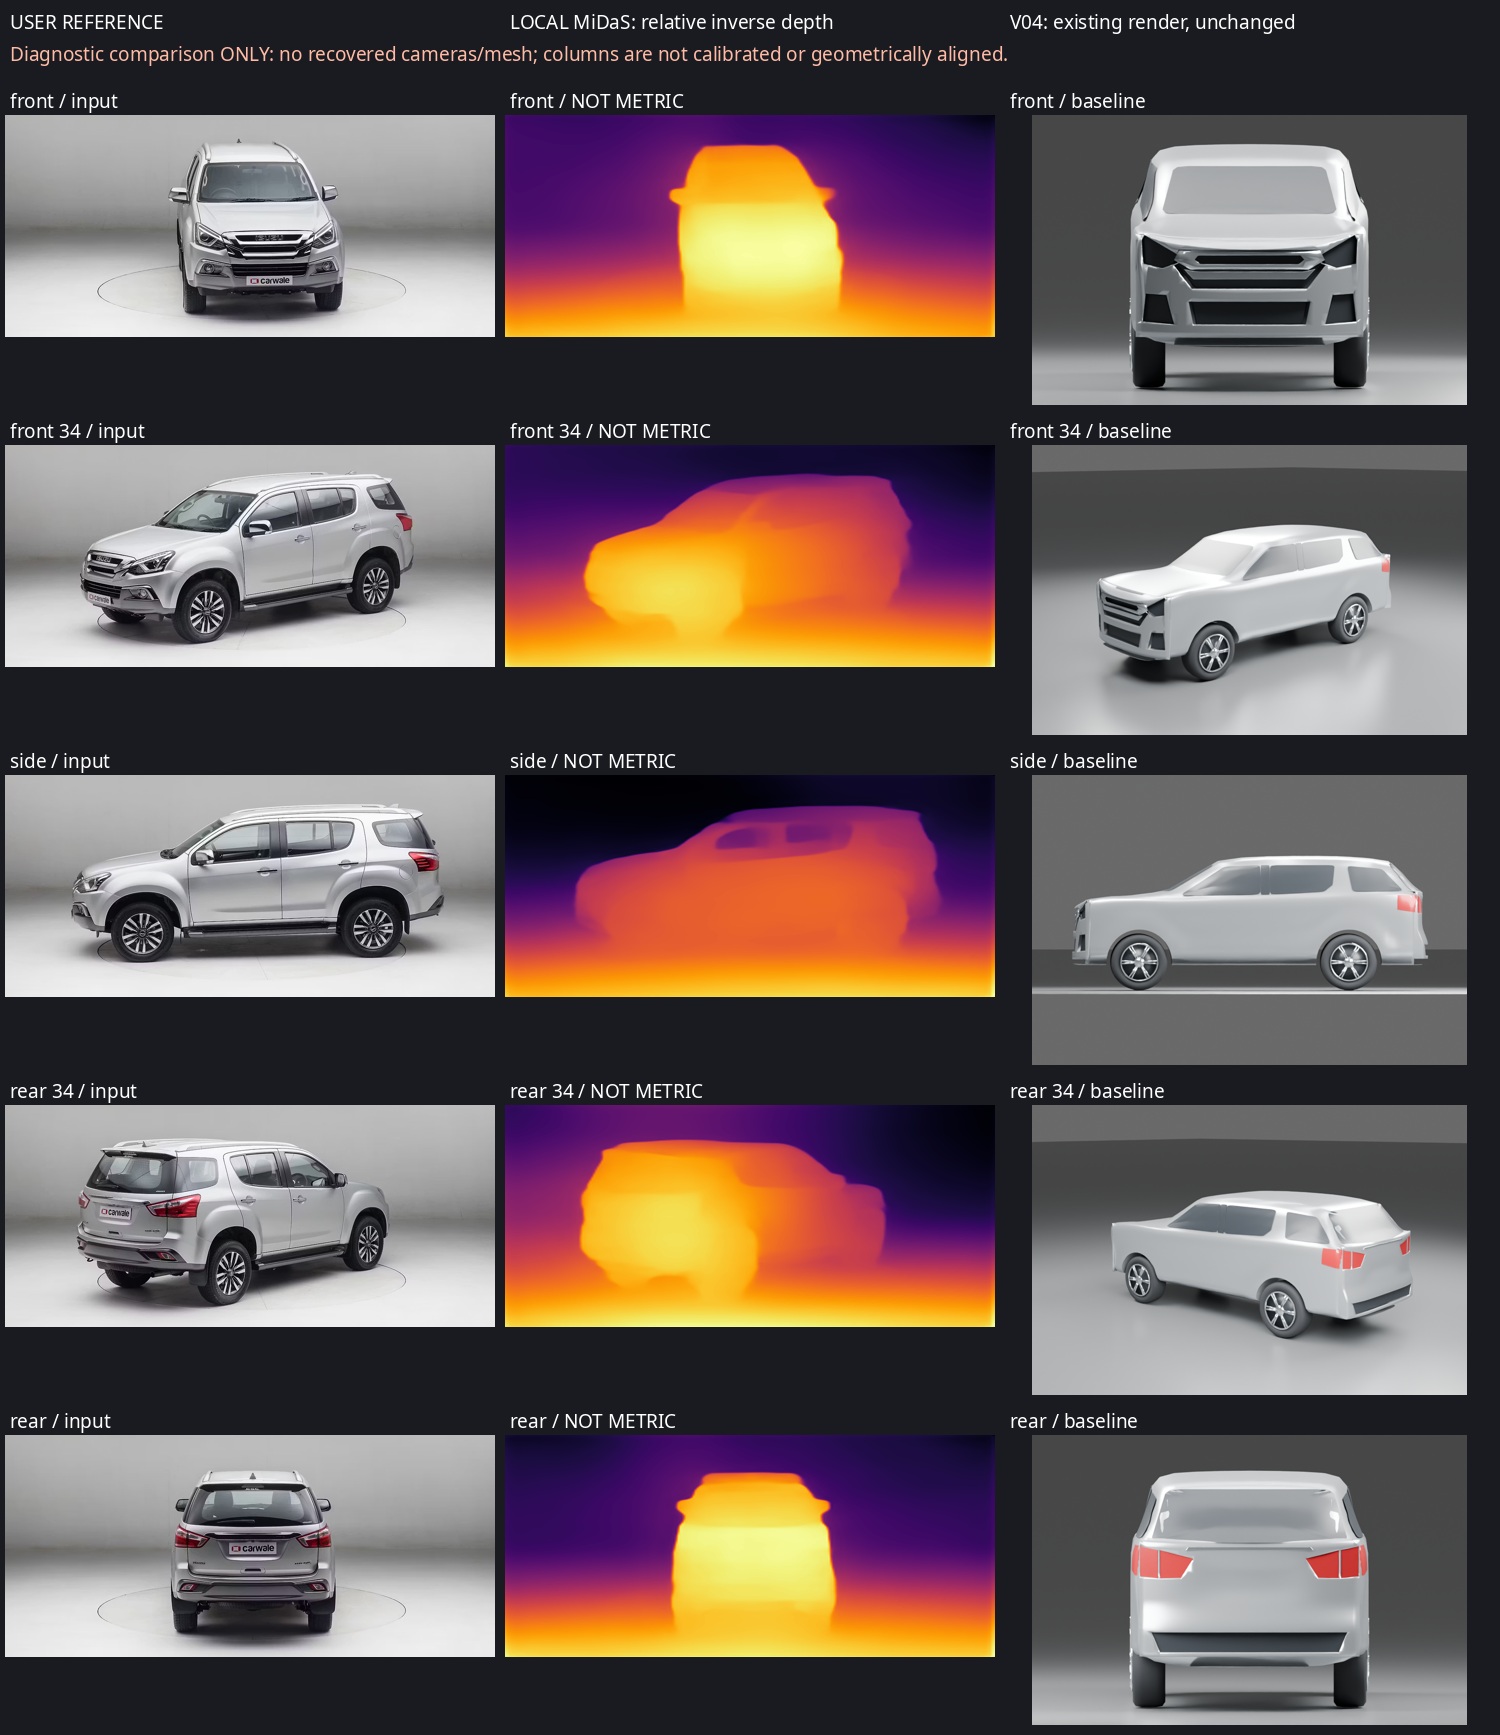 USER REFERENCE
LOCAL MiDaS: relative inverse depth
V04: existing render, unchanged
Diagnostic comparison ONLY: no recovered cameras/mesh; columns are not calibrated or geometrically aligned.
front / input
front / NOT METRIC
front / baseline
ISUZU
carwale
front 34 / input
front 34 / NOT METRIC
front 34 / baseline
ISUZU
carwale
side / input
side / NOT METRIC
side / baseline
rear 34 / input
rear 34 / NOT METRIC
rear 34 / baseline
carwale
rear / input
rear / NOT METRIC
rear / baseline
carwale